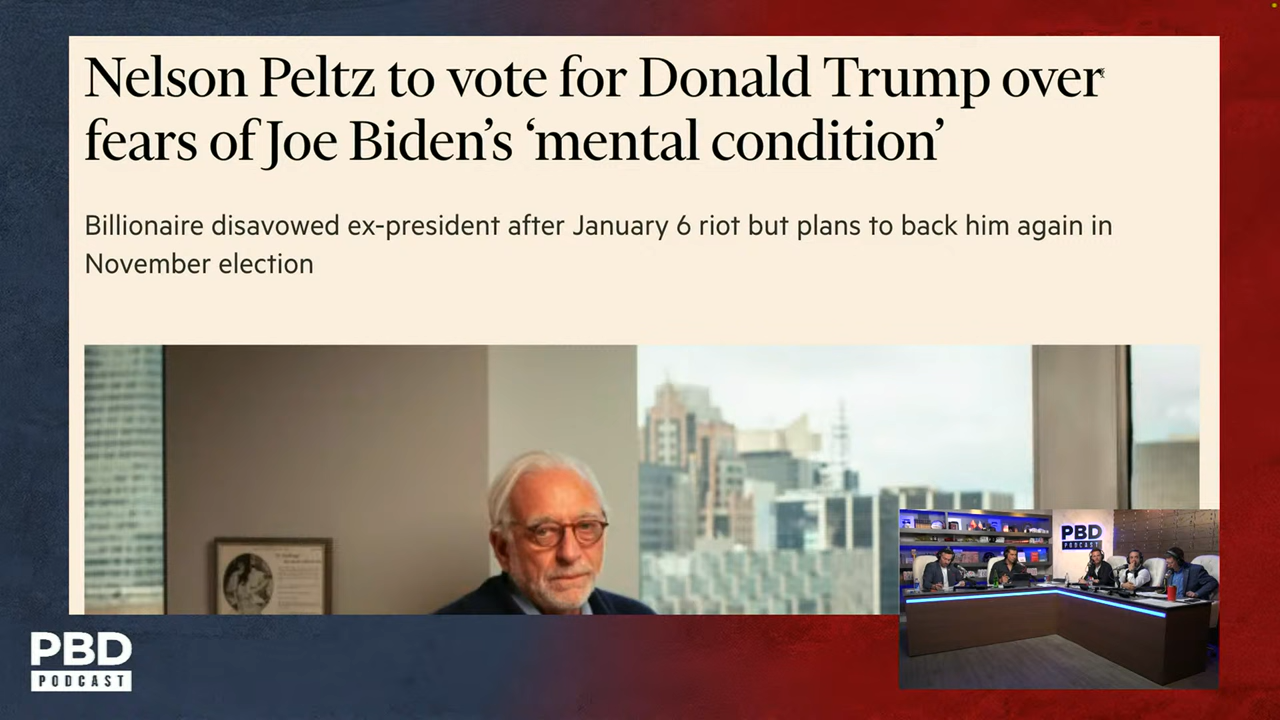 Nelson Peltz to vote for Donald Trump over
fears of Joe Biden’s ‘mental condition’
Billionaire disavowed ex-president after January 6 riot but plans to back him again in
November election
PBD
PODCAST
PBD
PODCAST